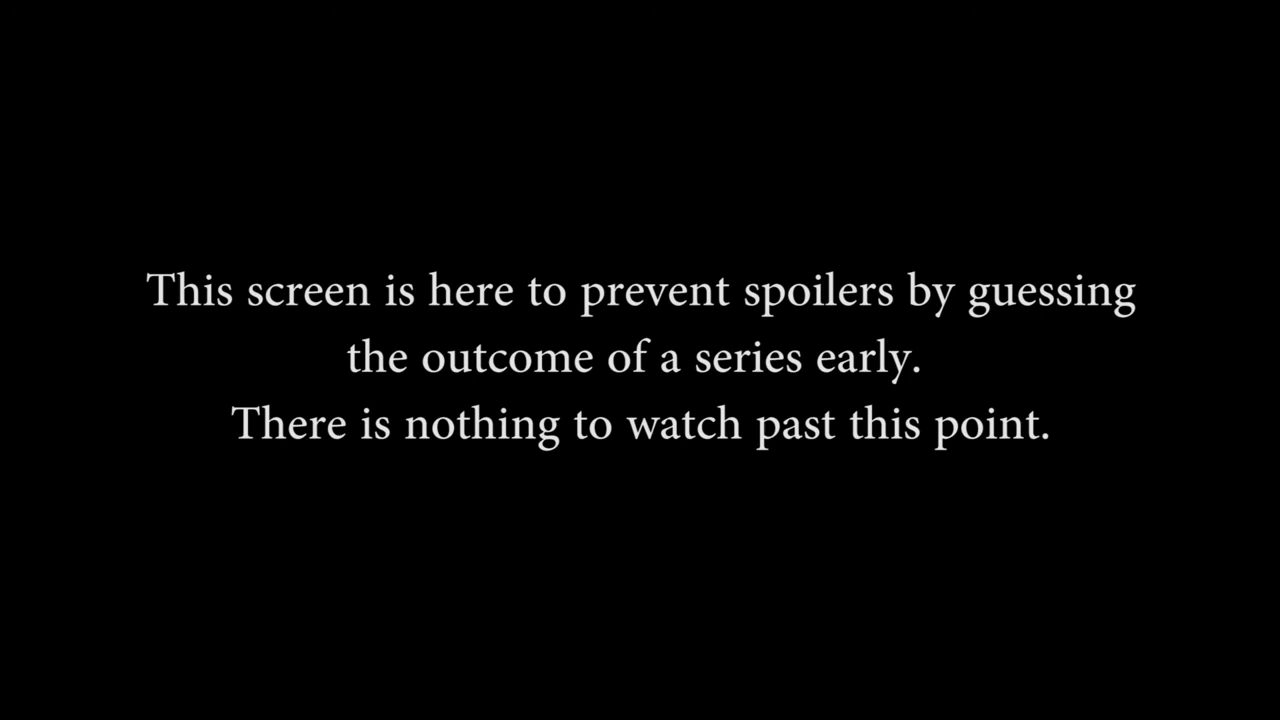 This screen is here to prevent spoilers by guessing
the outcome of a series early.
There is nothing to watch past this point.